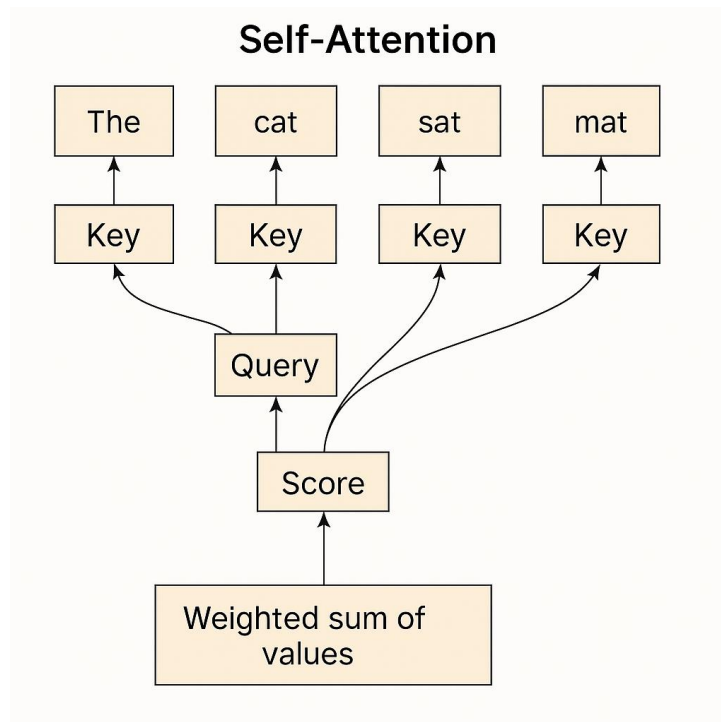 Self-Attention
The
cat
sat
mat
Key
Key
Key
Key
Query
Score
Weighted sum of
values